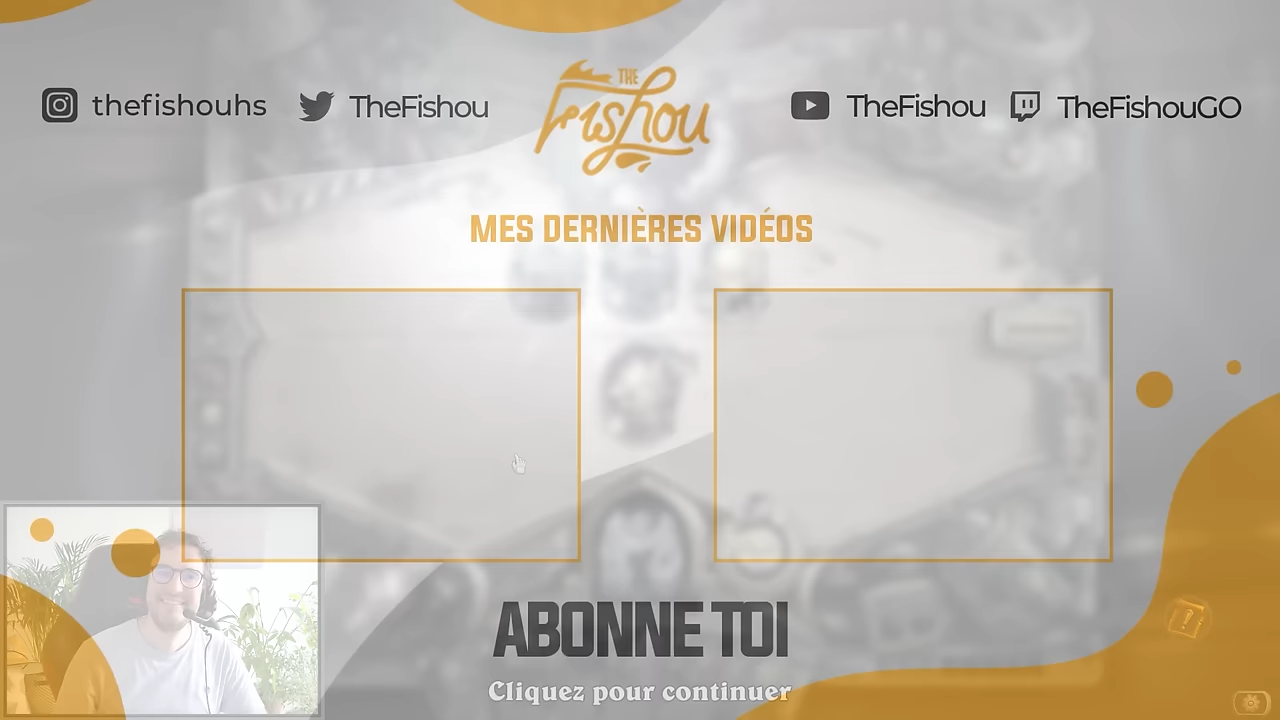 thefishouhs
TheFishou
THE
Fishou
TheFishou
TheFishouGO
MES DERNIÈRES VIDÉOS
ABONNE TOI
Cliquez pour continuer